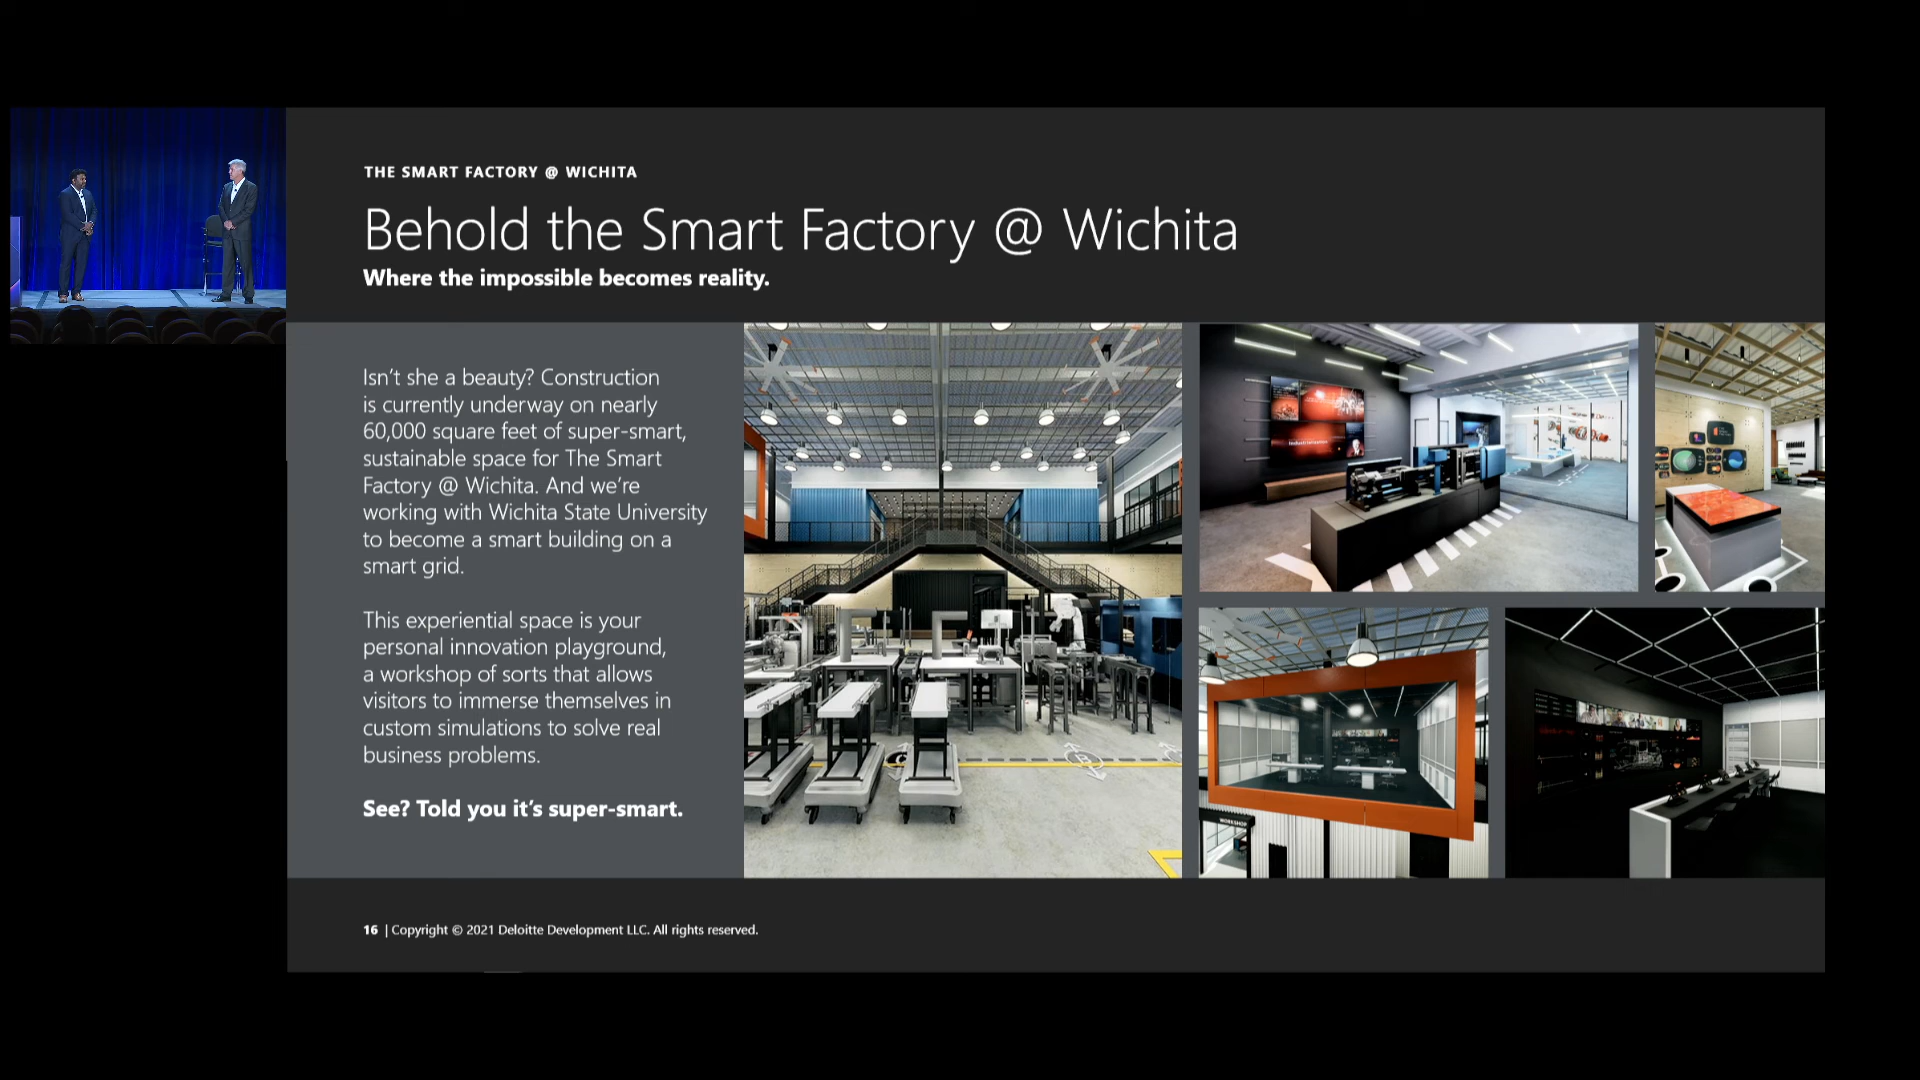 THE SMART FACTORY @ WICHITA
Behold the Smart Factory @ Wichita
Where the impossible becomes reality.
Isn't she a beauty? Construction
is currently underway on nearly
60,000 square feet of super-smart,
sustainable space for The Smart
Factory @ Wichita. And we're
working with Wichita State University
to become a smart building on a
smart grid.
This experiential space is your
personal innovation playground,
a workshop of sorts that allows
visitors to immerse themselves in
custom simulations to solve real
business problems.
See? Told you it's super-smart.
WORKSHOP
16 | Copyright © 2021 Deloitte Development LLC. All rights reserved.